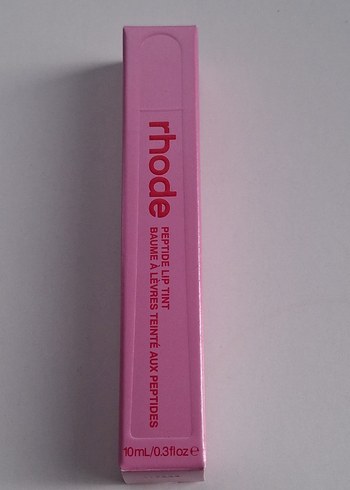 rhode
PEPTIDE LIP TINT
BAUME À LÈVRES TEINTÉ AUX PEPTIDES
10mL/0.3floz℮